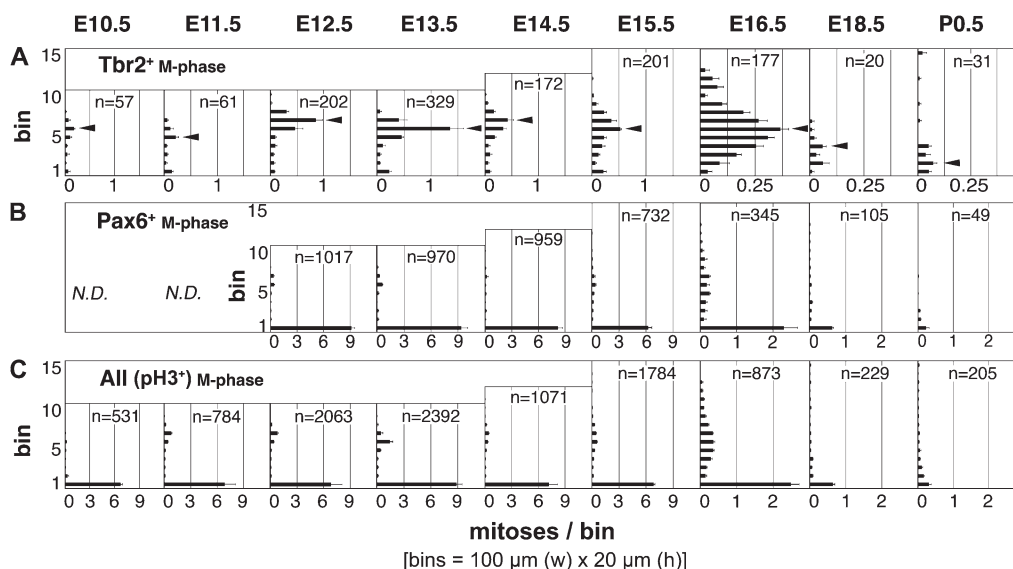 E10.5 E11.5 E12.5 E13.5 E14.5 E15.5 E16.5 E18.5 P0.5
A
Tbr2+ M-phase
15
10
5
1
bin
n=57 n=61 n=202 n=329 n=172 n=201 n=177 n=20 n=31
0 1 0 1 0 1 0 1 0 1 0 1 0 0.25 0 0.25 0 0.25
B
Pax6+ M-phase
15
10
5
1
bin
N.D. N.D. n=1017 n=970 n=959 n=732 n=345 n=105 n=49
0 3 6 9 0 3 6 9 0 3 6 9 0 3 6 9 0 1 2 0 1 2 0 1 2
C
All (pH3+) M-phase
15
10
5
1
bin
n=531 n=784 n=2063 n=2392 n=1071 n=1784 n=873 n=229 n=205
0 3 6 9 0 3 6 9 0 3 6 9 0 3 6 9 0 3 6 9 0 3 6 9 0 1 2 0 1 2 0 1 2
mitoses / bin
[bins = 100 µm (w) x 20 µm (h)]